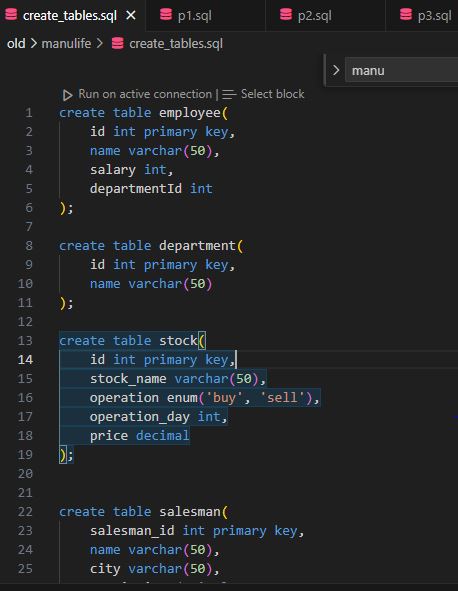 create_tables.sql
p1.sql
p2.sql
p3.sql
old > manulife > create_tables.sql
manu
Run on active connection | Select block
1 create table employee(
2 id int primary key,
3 name varchar(50),
4 salary int,
5 departmentId int
6 );
7
8 create table department(
9 id int primary key,
10 name varchar(50)
11 );
12
13 create table stock(
14 id int primary key,
15 stock_name varchar(50),
16 operation enum('buy', 'sell'),
17 operation_day int,
18 price decimal
19 );
20
21
22 create table salesman(
23 salesman_id int primary key,
24 name varchar(50),
25 city varchar(50),